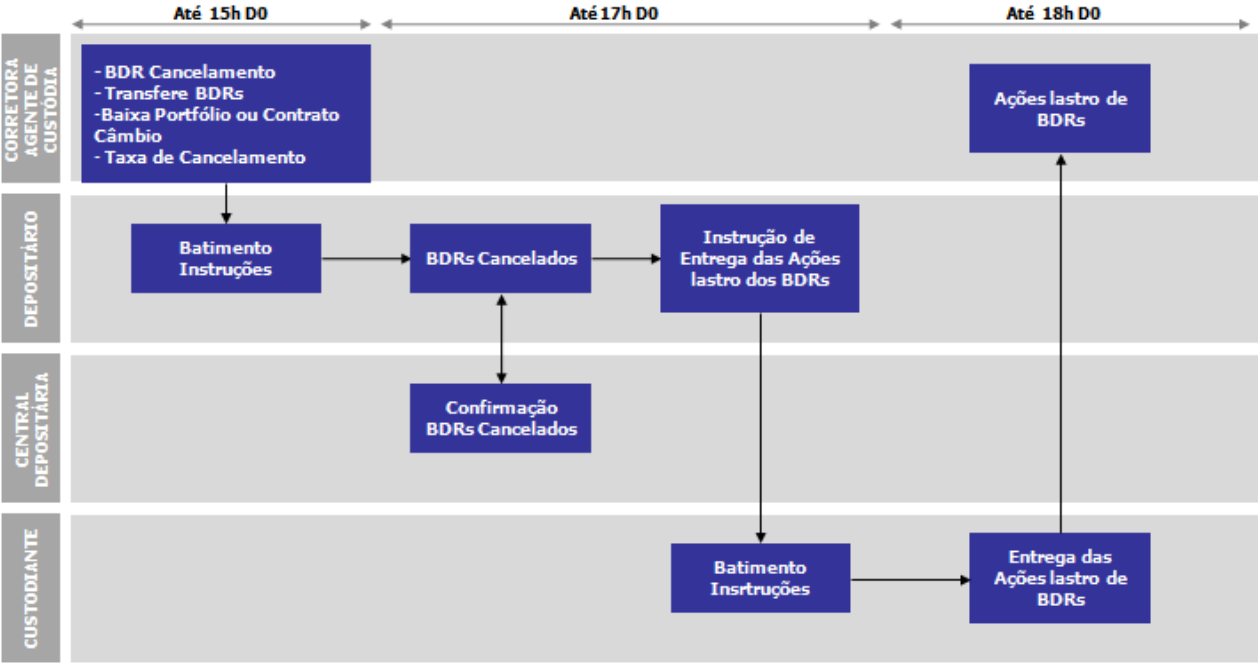 Até 15h D0
Até 17h D0
Até 18h D0
CORRETORA
AGENTE DE
CUSTÓDIA
- BDR Cancelamento
- Transfere BDRs
-Baixa Portfólio ou Contrato
Câmbio
- Taxa de Cancelamento
Ações lastro de
BDRs
DEPOSITÁRIO
Batimento
Instruções
BDRs Cancelados
Instrução de
Entrega das Ações
lastro dos BDRs
CENTRAL
DEPOSITÁRIA
Confirmação
BDRs Cancelados
CUSTODIANTE
Batimento
Insrtruções
Entrega das
Ações lastro de
BDRs